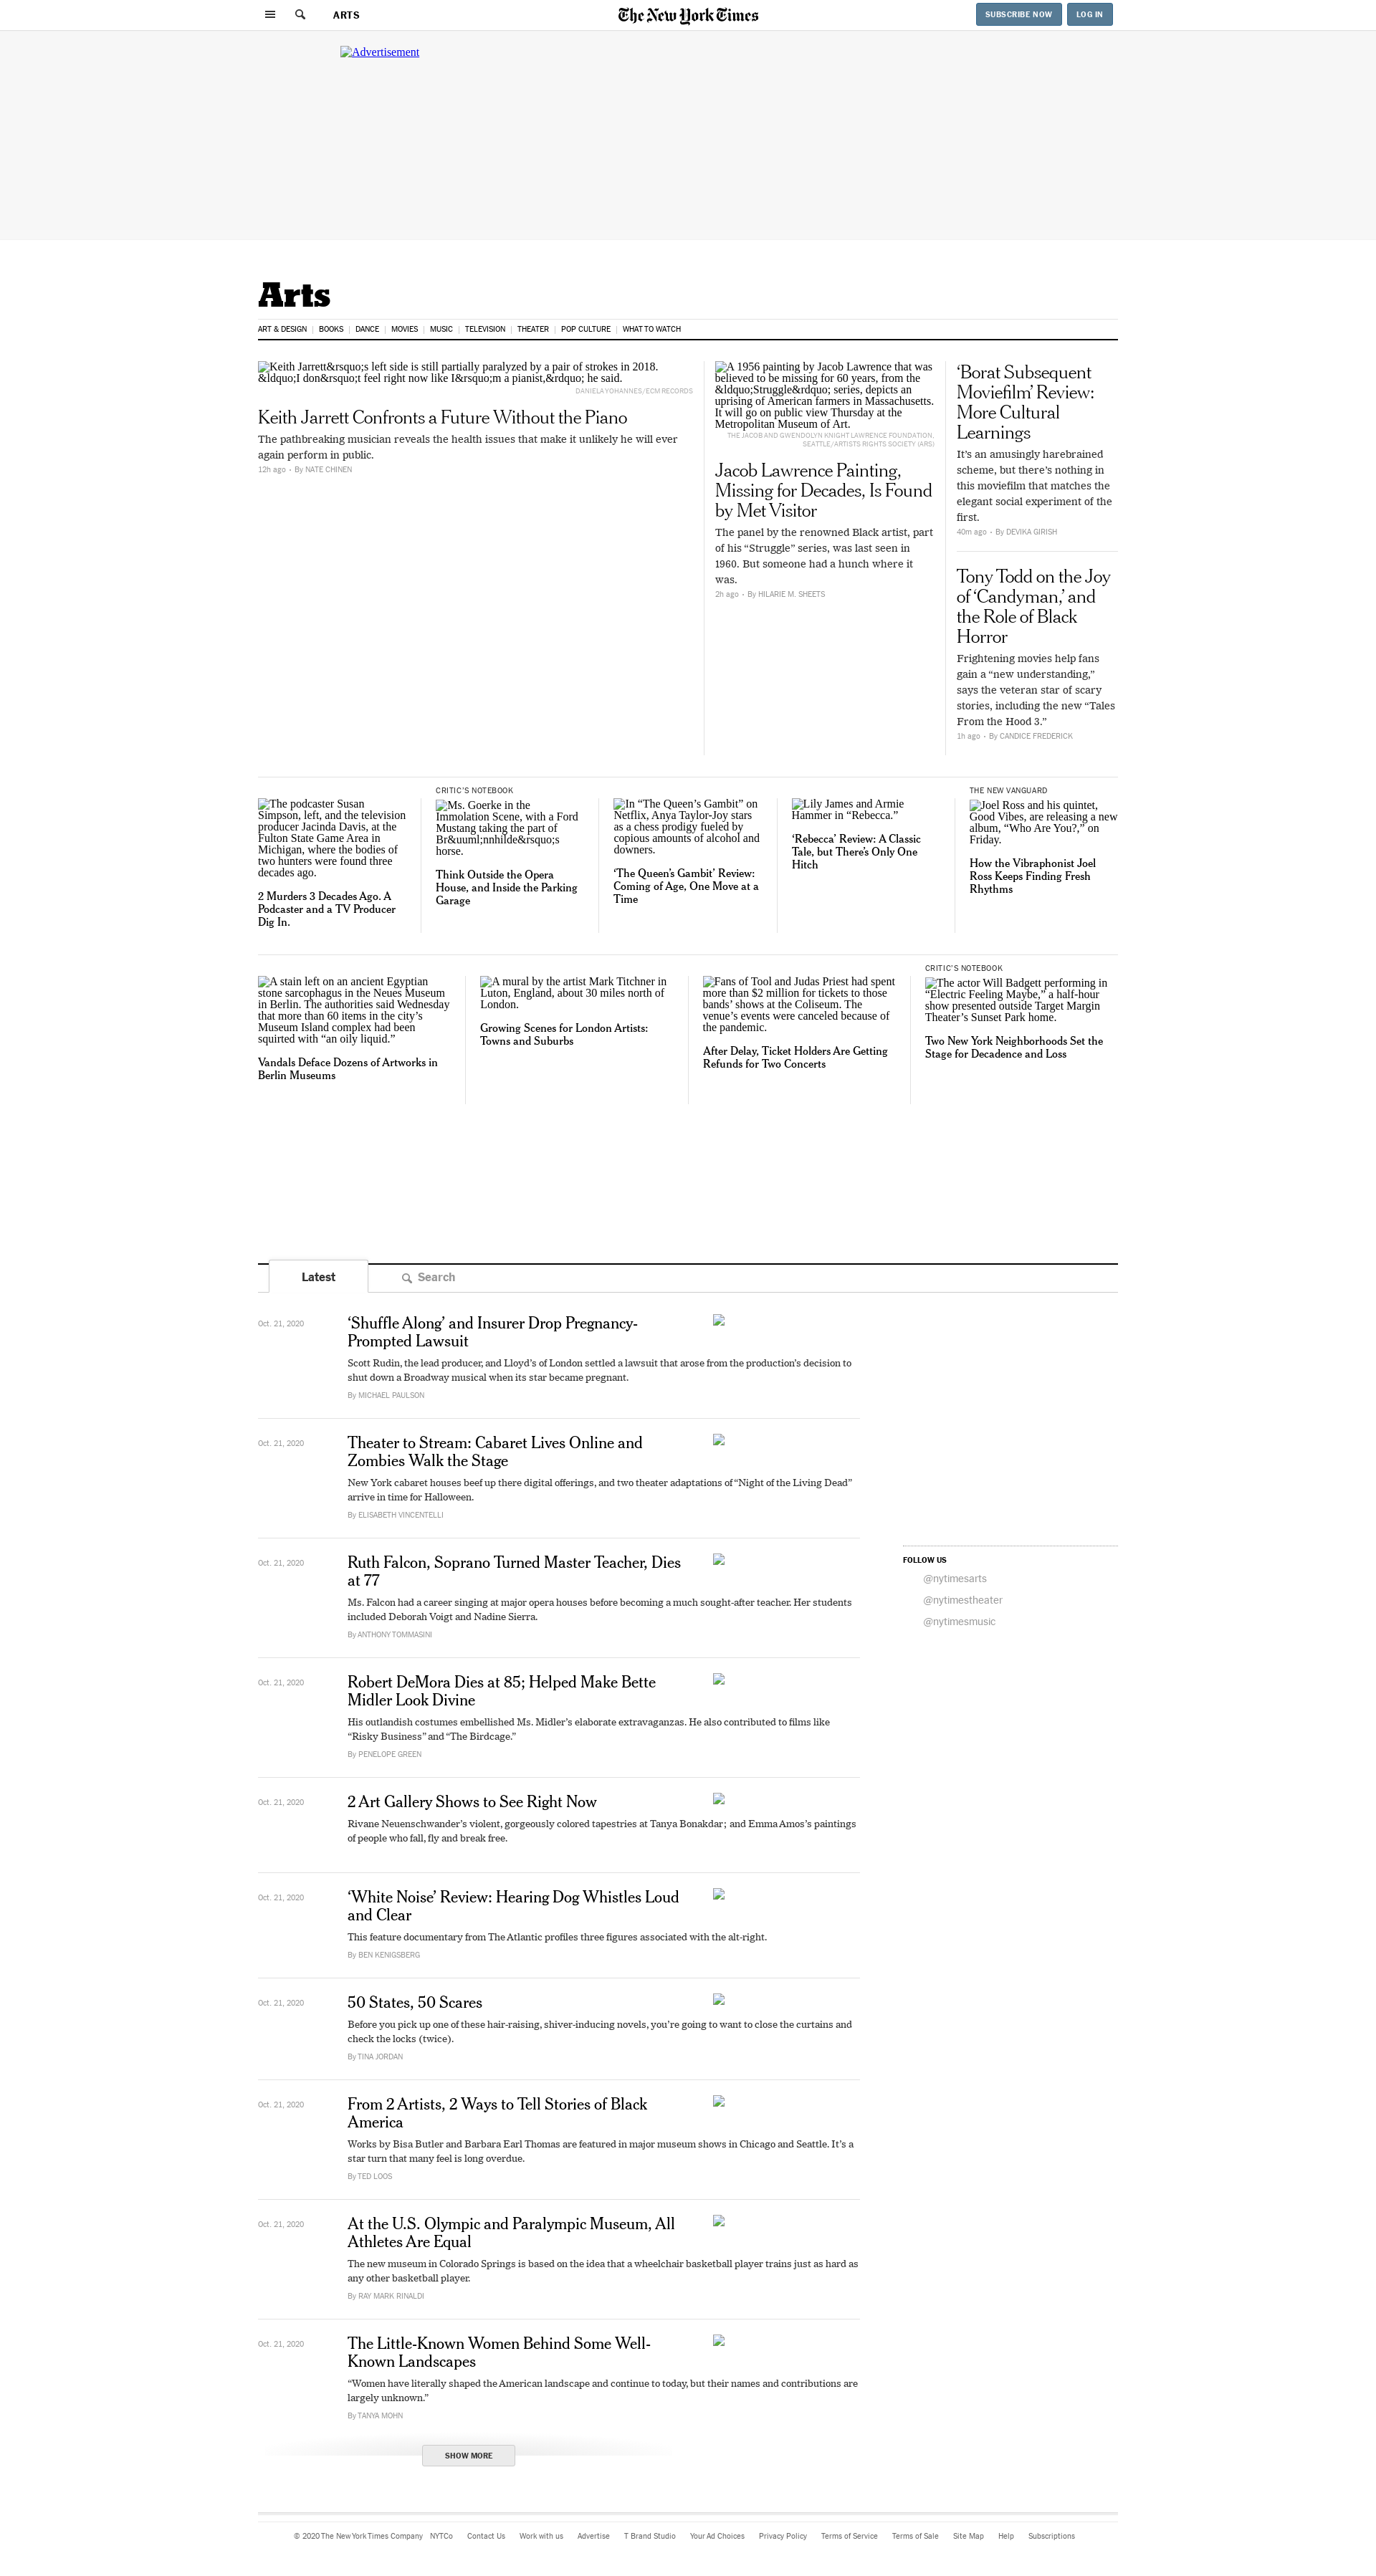 ARTS
The New York Times
SUBSCRIBE NOW
LOG IN
Advertisement
Arts
ART & DESIGN | BOOKS | DANCE | MOVIES | MUSIC | TELEVISION | THEATER | POP CULTURE | WHAT TO WATCH
Keith Jarrett&rsquo;s left side is still partially paralyzed by a pair of strokes in 2018.
&ldquo;I don&rsquo;t feel right now like I&rsquo;m a pianist,&rdquo; he said.
DANIELA YOHANNES/ECM RECORDS
Keith Jarrett Confronts a Future Without the Piano
The pathbreaking musician reveals the health issues that make it unlikely he will ever
again perform in public.
12h ago • By NATE CHINEN
A 1956 painting by Jacob Lawrence that was
believed to be missing for 60 years, from the
&ldquo;Struggle&rdquo; series, depicts an
uprising of American farmers in Massachusetts.
It will go on public view Thursday at the
Metropolitan Museum of Art.
THE JACOB AND GWENDOLYN KNIGHT LAWRENCE FOUNDATION,
SEATTLE/ARTISTS RIGHTS SOCIETY (ARS)
Jacob Lawrence Painting,
Missing for Decades, Is Found
by Met Visitor
The panel by the renowned Black artist, part
of his “Struggle” series, was last seen in
1960. But someone had a hunch where it
was.
2h ago • By HILARIE M. SHEETS
‘Borat Subsequent
Moviefilm’ Review:
More Cultural
Learnings
It’s an amusingly harebrained
scheme, but there’s nothing in
this moviefilm that matches the
elegant social experiment of the
first.
40m ago • By DEVIKA GIRISH
Tony Todd on the Joy
of ‘Candyman,’ and
the Role of Black
Horror
Frightening movies help fans
gain a “new understanding,”
says the veteran star of scary
stories, including the new “Tales
From the Hood 3.”
1h ago • By CANDICE FREDERICK
The podcaster Susan
Simpson, left, and the television
producer Jacinda Davis, at the
Fulton State Game Area in
Michigan, where the bodies of
two hunters were found three
decades ago.
2 Murders 3 Decades Ago. A
Podcaster and a TV Producer
Dig In.
CRITIC’S NOTEBOOK
Ms. Goerke in the
Immolation Scene, with a Ford
Mustang taking the part of
Br&uuml;nnhilde&rsquo;s
horse.
Think Outside the Opera
House, and Inside the Parking
Garage
In “The Queen’s Gambit” on
Netflix, Anya Taylor-Joy stars
as a chess prodigy fueled by
copious amounts of alcohol and
downers.
‘The Queen’s Gambit’ Review:
Coming of Age, One Move at a
Time
Lily James and Armie
Hammer in “Rebecca.”
‘Rebecca’ Review: A Classic
Tale, but There’s Only One
Hitch
THE NEW VANGUARD
Joel Ross and his quintet,
Good Vibes, are releasing a new
album, “Who Are You?,” on
Friday.
How the Vibraphonist Joel
Ross Keeps Finding Fresh
Rhythms
A stain left on an ancient Egyptian
stone sarcophagus in the Neues Museum
in Berlin. The authorities said Wednesday
that more than 60 items in the city’s
Museum Island complex had been
squirted with “an oily liquid.”
Vandals Deface Dozens of Artworks in
Berlin Museums
A mural by the artist Mark Titchner in
Luton, England, about 30 miles north of
London.
Growing Scenes for London Artists:
Towns and Suburbs
Fans of Tool and Judas Priest had spent
more than $2 million for tickets to those
bands’ shows at the Coliseum. The
venue’s events were canceled because of
the pandemic.
After Delay, Ticket Holders Are Getting
Refunds for Two Concerts
CRITIC’S NOTEBOOK
The actor Will Badgett performing in
“Electric Feeling Maybe,” a half-hour
show presented outside Target Margin
Theater’s Sunset Park home.
Two New York Neighborhoods Set the
Stage for Decadence and Loss
Latest
Search
Oct. 21, 2020
‘Shuffle Along’ and Insurer Drop Pregnancy-
Prompted Lawsuit
Scott Rudin, the lead producer, and Lloyd’s of London settled a lawsuit that arose from the production’s decision to
shut down a Broadway musical when its star became pregnant.
By MICHAEL PAULSON
Oct. 21, 2020
Theater to Stream: Cabaret Lives Online and
Zombies Walk the Stage
New York cabaret houses beef up there digital offerings, and two theater adaptations of “Night of the Living Dead”
arrive in time for Halloween.
By ELISABETH VINCENTELLI
Oct. 21, 2020
Ruth Falcon, Soprano Turned Master Teacher, Dies
at 77
Ms. Falcon had a career singing at major opera houses before becoming a much sought-after teacher. Her students
included Deborah Voigt and Nadine Sierra.
By ANTHONY TOMMASINI
FOLLOW US
@nytimesarts
@nytimestheater
@nytimesmusic
Oct. 21, 2020
Robert DeMora Dies at 85; Helped Make Bette
Midler Look Divine
His outlandish costumes embellished Ms. Midler’s elaborate extravaganzas. He also contributed to films like
“Risky Business” and “The Birdcage.”
By PENELOPE GREEN
Oct. 21, 2020
2 Art Gallery Shows to See Right Now
Rivane Neuenschwander’s violent, gorgeously colored tapestries at Tanya Bonakdar; and Emma Amos’s paintings
of people who fall, fly and break free.
Oct. 21, 2020
‘White Noise’ Review: Hearing Dog Whistles Loud
and Clear
This feature documentary from The Atlantic profiles three figures associated with the alt-right.
By BEN KENIGSBERG
Oct. 21, 2020
50 States, 50 Scares
Before you pick up one of these hair-raising, shiver-inducing novels, you’re going to want to close the curtains and
check the locks (twice).
By TINA JORDAN
Oct. 21, 2020
From 2 Artists, 2 Ways to Tell Stories of Black
America
Works by Bisa Butler and Barbara Earl Thomas are featured in major museum shows in Chicago and Seattle. It’s a
star turn that many feel is long overdue.
By TED LOOS
Oct. 21, 2020
At the U.S. Olympic and Paralympic Museum, All
Athletes Are Equal
The new museum in Colorado Springs is based on the idea that a wheelchair basketball player trains just as hard as
any other basketball player.
By RAY MARK RINALDI
Oct. 21, 2020
The Little-Known Women Behind Some Well-
Known Landscapes
“Women have literally shaped the American landscape and continue to today, but their names and contributions are
largely unknown.”
By TANYA MOHN
SHOW MORE
© 2020 The New York Times Company NYTCo Contact Us Work with us Advertise T Brand Studio Your Ad Choices Privacy Policy Terms of Service Terms of Sale Site Map Help Subscriptions